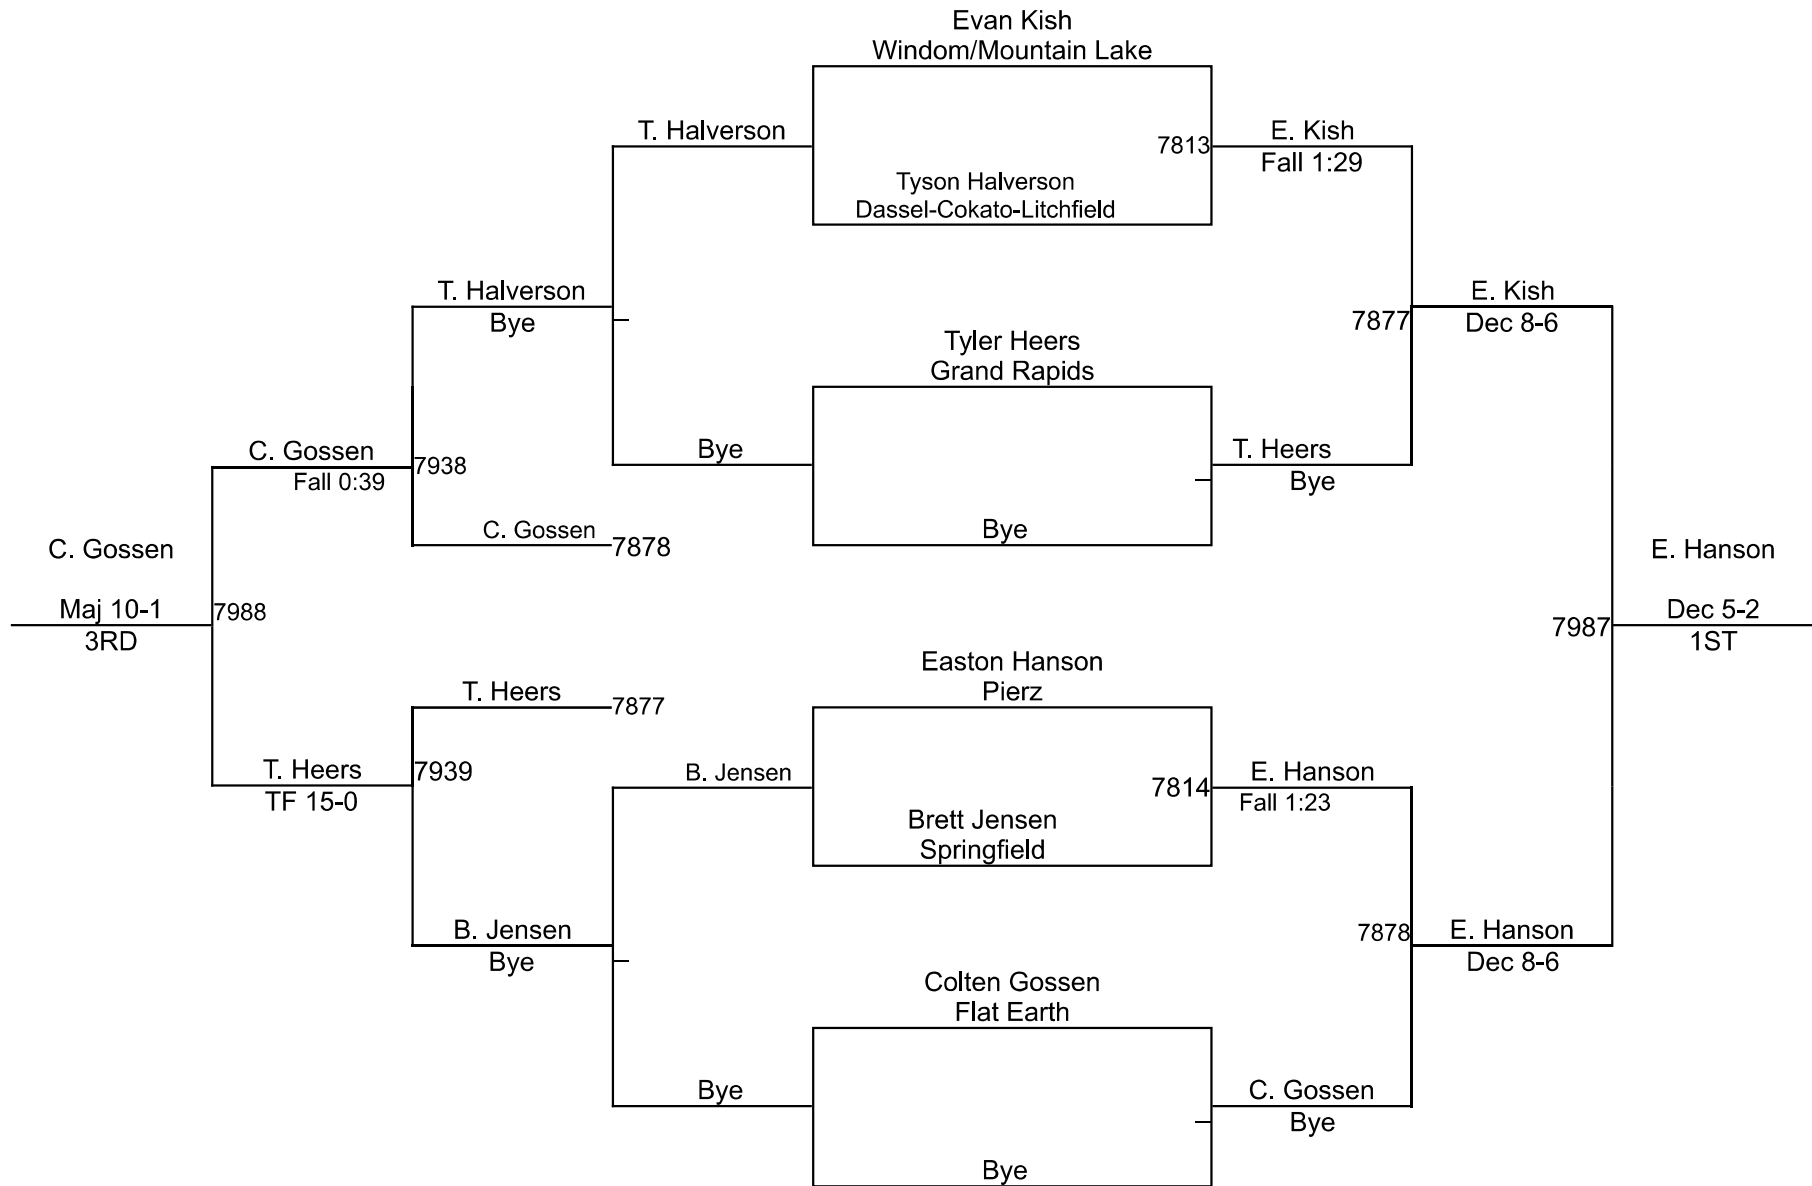 Evan Kish
Windom/Mountain Lake
T. Halverson
7813
E. Kish
Fall 1:29
Tyson Halverson
Dassel-Cokato-Litchfield
T. Halverson
Bye
7877
E. Kish
Dec 8-6
Tyler Heers
Grand Rapids
C. Gossen
Fall 0:39
7938
Bye
T. Heers
Bye
C. Gossen
7878
Bye
C. Gossen
Maj 10-1
3RD
7988
E. Hanson
7987
Dec 5-2
1ST
T. Heers
7877
Easton Hanson
Pierz
T. Heers
TF 15-0
7939
B. Jensen
7814
E. Hanson
Fall 1:23
Brett Jensen
Springfield
B. Jensen
Bye
7878
E. Hanson
Dec 8-6
Colten Gossen
Flat Earth
Bye
C. Gossen
Bye
Bye